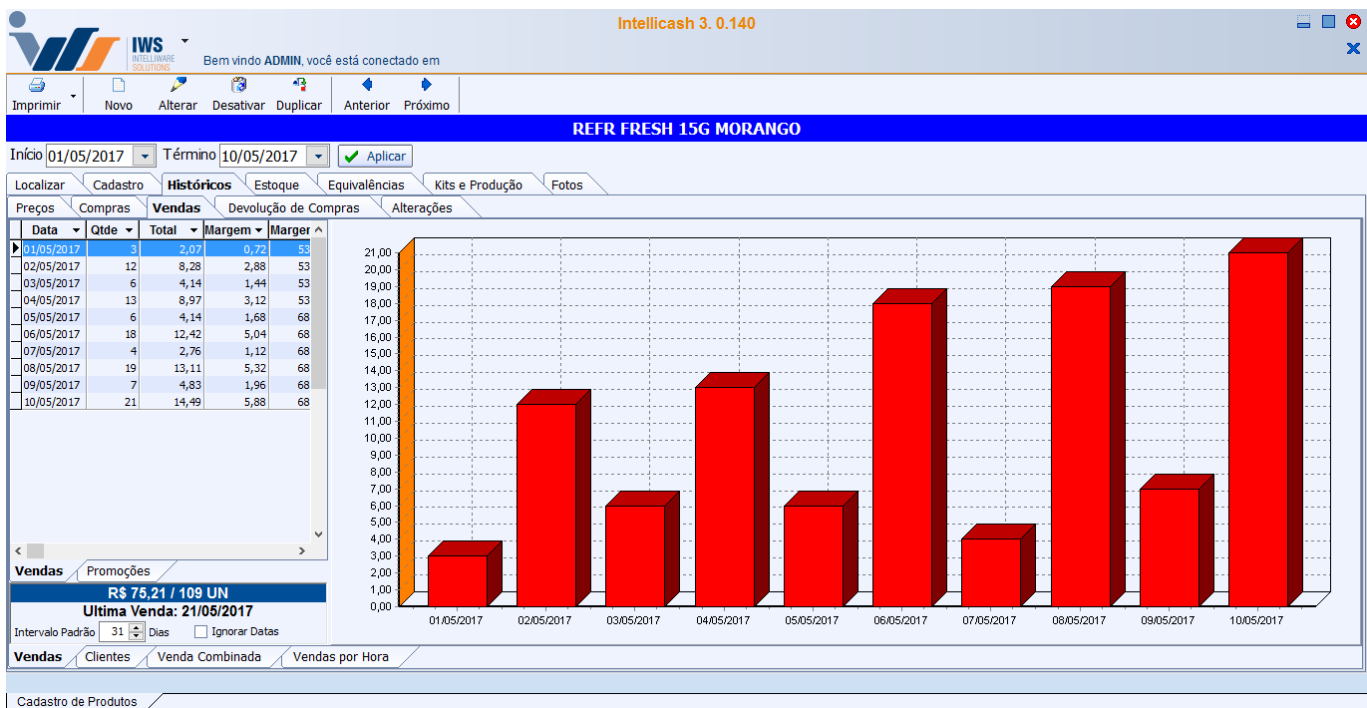 Intellicash 3. 0.140
IWS
INTELLIWARE
SOLUTIONS
Bem vindo ADMIN, você está conectado em
Imprimir Novo Alterar Desativar Duplicar Anterior Próximo
REFR FRESH 15G MORANGO
Início 01/05/2017 Término 10/05/2017 Aplicar
Localizar Cadastro Históricos Estoque Equivalências Kits e Produção Fotos
Preços Compras Vendas Devolução de Compras Alterações
Data Qtde Total Margem Marger
01/05/2017 3 2,07 0,72 53
02/05/2017 12 8,28 2,88 53
03/05/2017 6 4,14 1,44 53
04/05/2017 13 8,97 3,12 53
05/05/2017 6 4,14 1,68 68
06/05/2017 18 12,42 5,04 68
07/05/2017 4 2,76 1,12 68
08/05/2017 19 13,11 5,32 68
09/05/2017 7 4,83 1,96 68
10/05/2017 21 14,49 5,88 68
21,00
20,00
19,00
18,00
17,00
16,00
15,00
14,00
13,00
12,00
11,00
10,00
9,00
8,00
7,00
6,00
5,00
4,00
3,00
2,00
1,00
0,00
01/05/2017 02/05/2017 03/05/2017 04/05/2017 05/05/2017 06/05/2017 07/05/2017 08/05/2017 09/05/2017 10/05/2017
Vendas Promoções
R$ 75,21 / 109 UN
Ultima Venda: 21/05/2017
Intervalo Padrão 31 Dias Ignorar Datas
Vendas Clientes Venda Combinada Vendas por Hora
Cadastro de Produtos